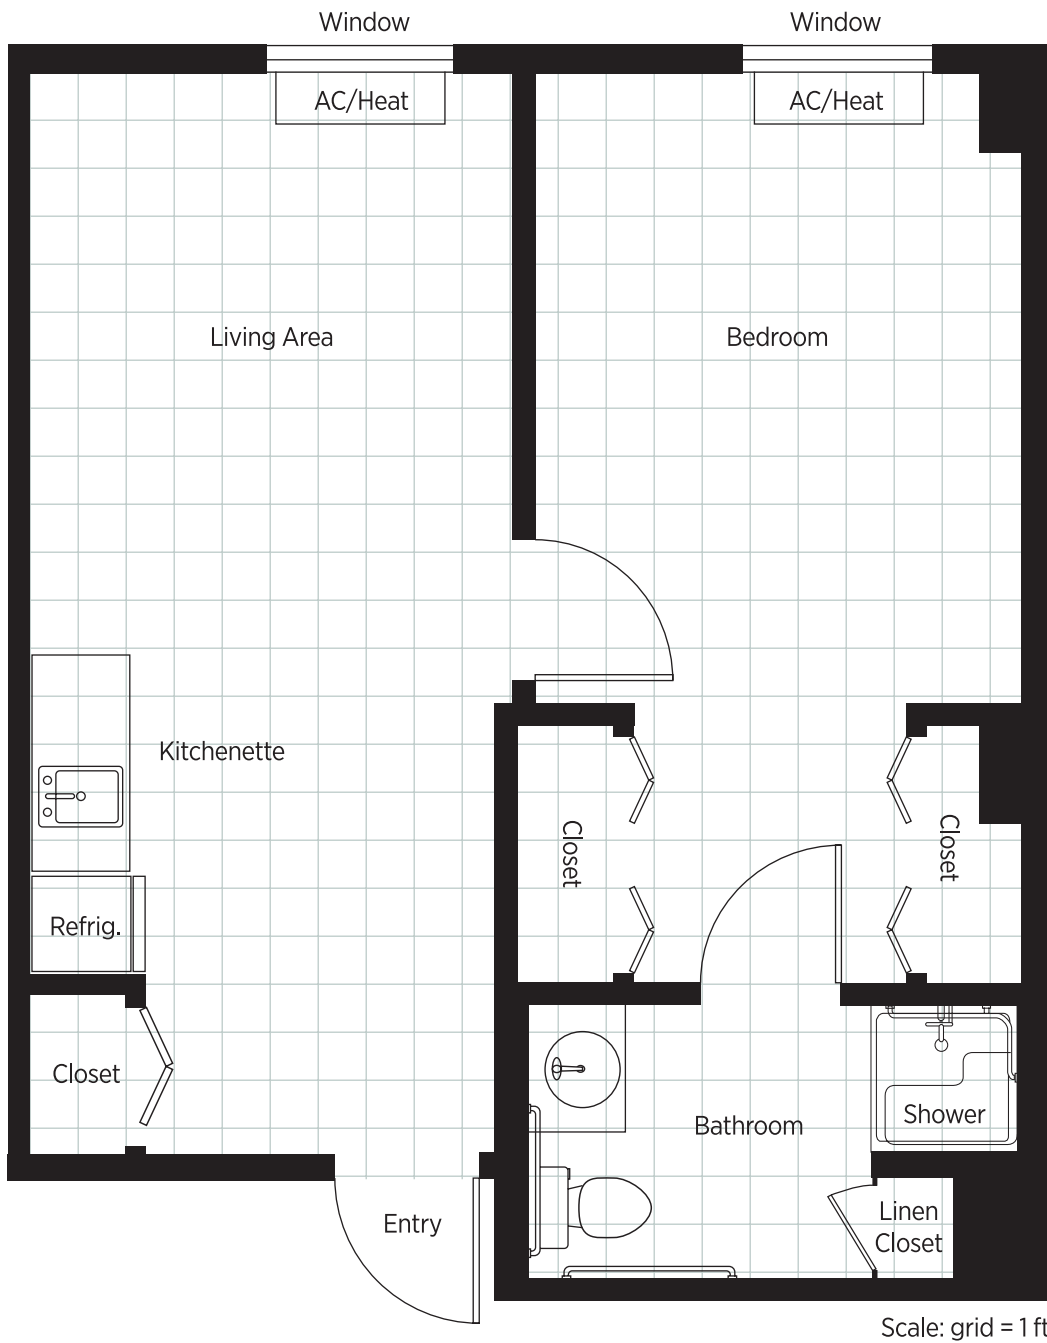 Window
Window
AC/Heat
AC/Heat
Living Area
Bedroom
Kitchenette
Closet
Closet
Refrig.
Closet
Shower
Bathroom
Linen
Closet
Entry
Scale: grid = 1 ft